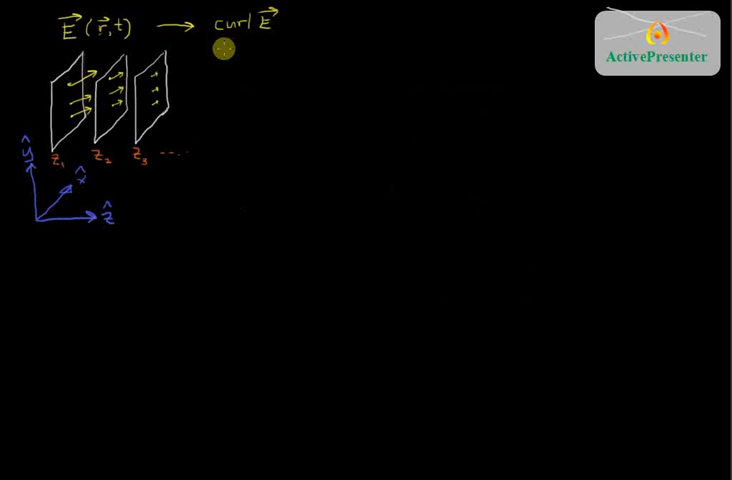 E⃗ (r⃗, t) → curl E⃗
ActivePresenter
z₁ z₂ z₃ .....
ŷ
x̂
ẑ